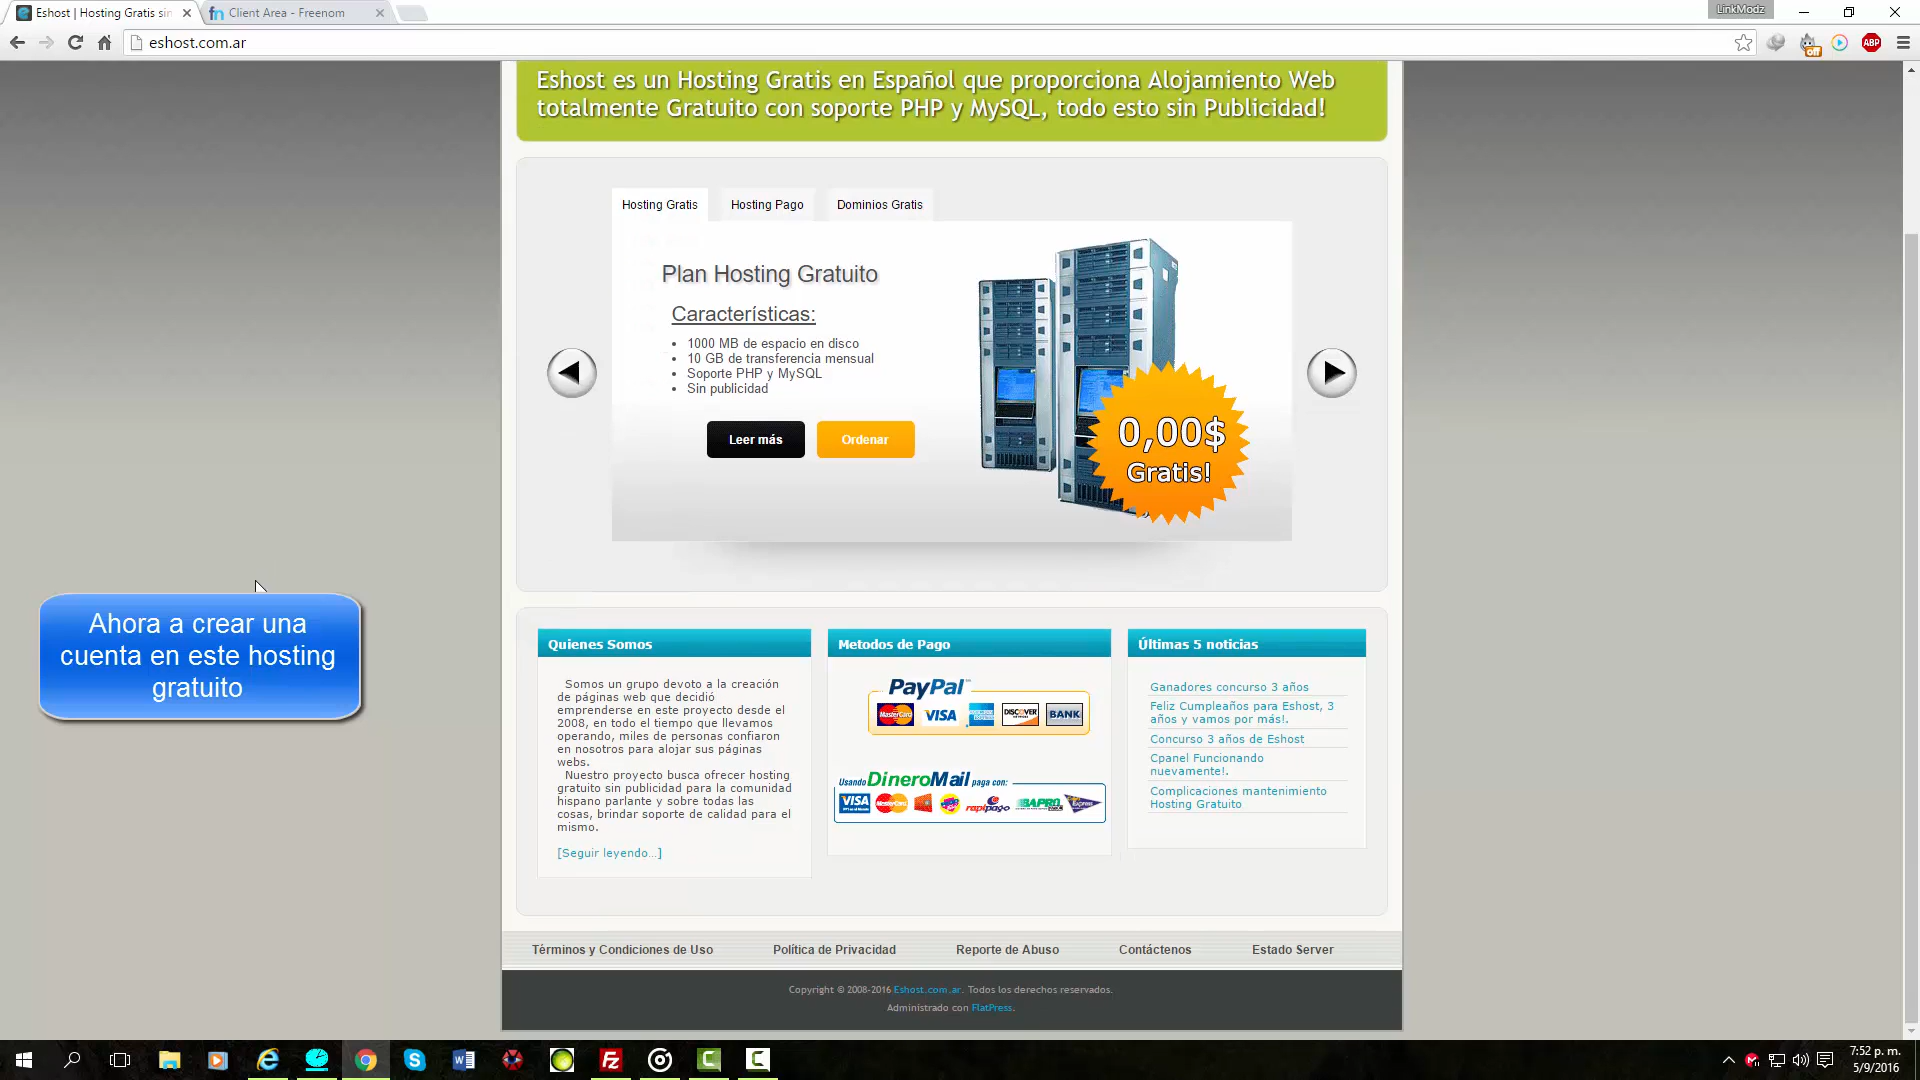 Eshost | Hosting Gratis sin
Client Area - Freenom
LinkModz
eshost.com.ar
off
ABP
Eshost es un Hosting Gratis en Español que proporciona Alojamiento Web
totalmente Gratuito con soporte PHP y MySQL, todo esto sin Publicidad!
Hosting Gratis
Hosting Pago
Dominios Gratis
Plan Hosting Gratuito
Características:
1000 MB de espacio en disco
10 GB de transferencia mensual
Soporte PHP y MySQL
Sin publicidad
Leer más
Ordenar
0,00$
Gratis!
Ahora a crear una
cuenta en este hosting
gratuito
Quienes Somos
Somos un grupo devoto a la creación
de páginas web que decidió
emprenderse en este proyecto desde el
2008, en todo el tiempo que llevamos
operando, miles de personas confiaron
en nosotros para alojar sus páginas
webs.
Nuestro proyecto busca ofrecer hosting
gratuito sin publicidad para la comunidad
hispano parlante y sobre todas las
cosas, brindar soporte de calidad para el
mismo.
[Seguir leyendo...]
Metodos de Pago
PayPal
MasterCard VISA DISCOVER BANK
Usando DineroMail paga con:
VISA MasterCard rapipago BAPRO
Últimas 5 noticias
Ganadores concurso 3 años
Feliz Cumpleaños para Eshost, 3
años y vamos por más!.
Concurso 3 años de Eshost
Cpanel Funcionando
nuevamente!.
Complicaciones mantenimiento
Hosting Gratuito
Términos y Condiciones de Uso
Política de Privacidad
Reporte de Abuso
Contáctenos
Estado Server
Copyright © 2008-2016 Eshost.com.ar. Todos los derechos reservados.
Administrado con FlatPress.
7:52 p. m.
5/9/2016